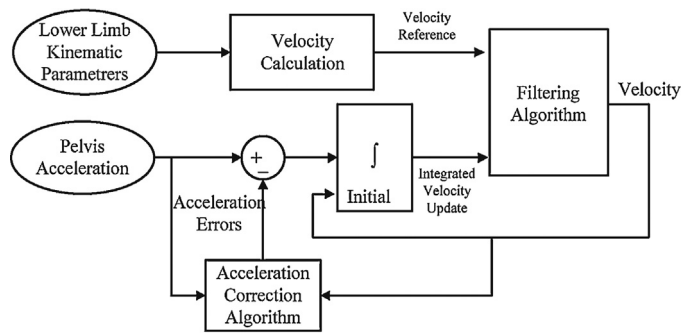 Lower Limb
Kinematic
Parametrers
Velocity
Calculation
Velocity
Reference
Filtering
Algorithm
Velocity
Pelvis
Acceleration
+
−
∫
Initial
Integrated
Velocity
Update
Acceleration
Errors
Acceleration
Correction
Algorithm